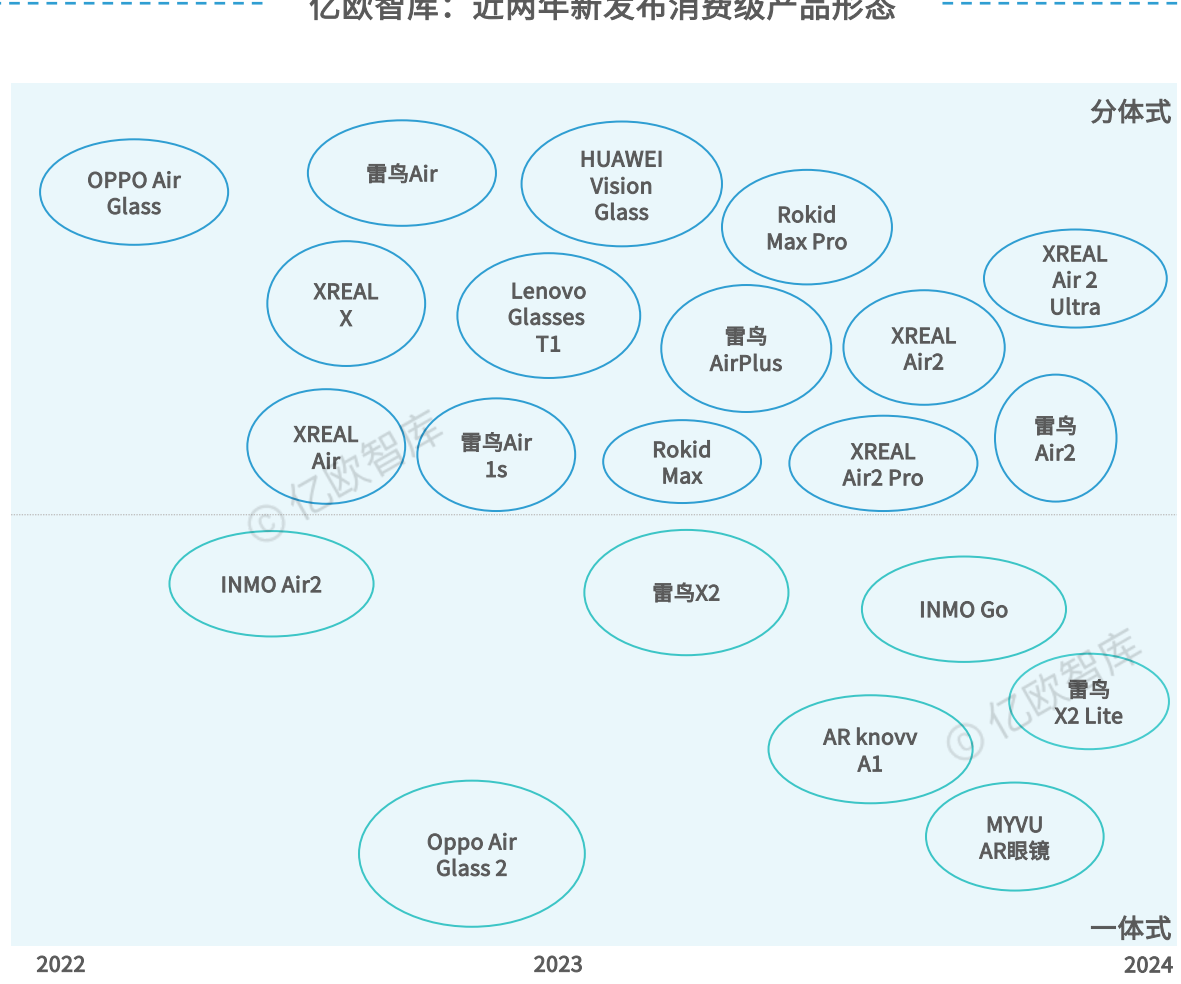 亿欧智库：近两年新发布消费级产品形态
分体式
OPPO Air
Glass
雷鸟Air
HUAWEI
Vision
Glass
Rokid
Max Pro
XREAL
Air 2
Ultra
XREAL
X
Lenovo
Glasses
T1
雷鸟
AirPlus
XREAL
Air2
XREAL
Air
雷鸟Air
1s
Rokid
Max
XREAL
Air2 Pro
雷鸟
Air2
© 亿欧智库
INMO Air2
雷鸟X2
INMO Go
雷鸟
X2 Lite
© 亿欧智库
AR knovv
A1
Oppo Air
Glass 2
MYVU
AR眼镜
一体式
2022
2023
2024